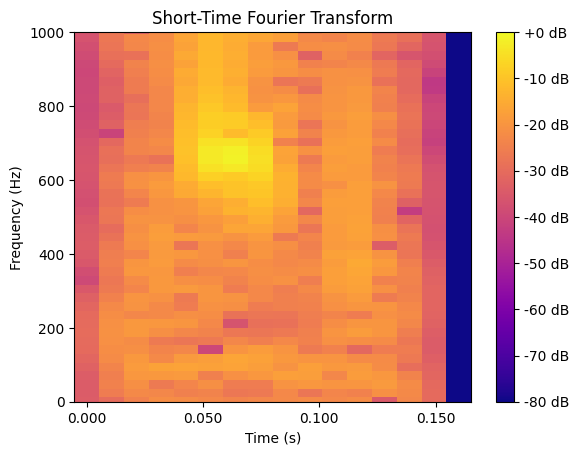 Short-Time Fourier Transform
1000
800
600
400
200
0
Frequency (Hz)
0.000
0.050
0.100
0.150
Time (s)
+0 dB
-10 dB
-20 dB
-30 dB
-40 dB
-50 dB
-60 dB
-70 dB
-80 dB